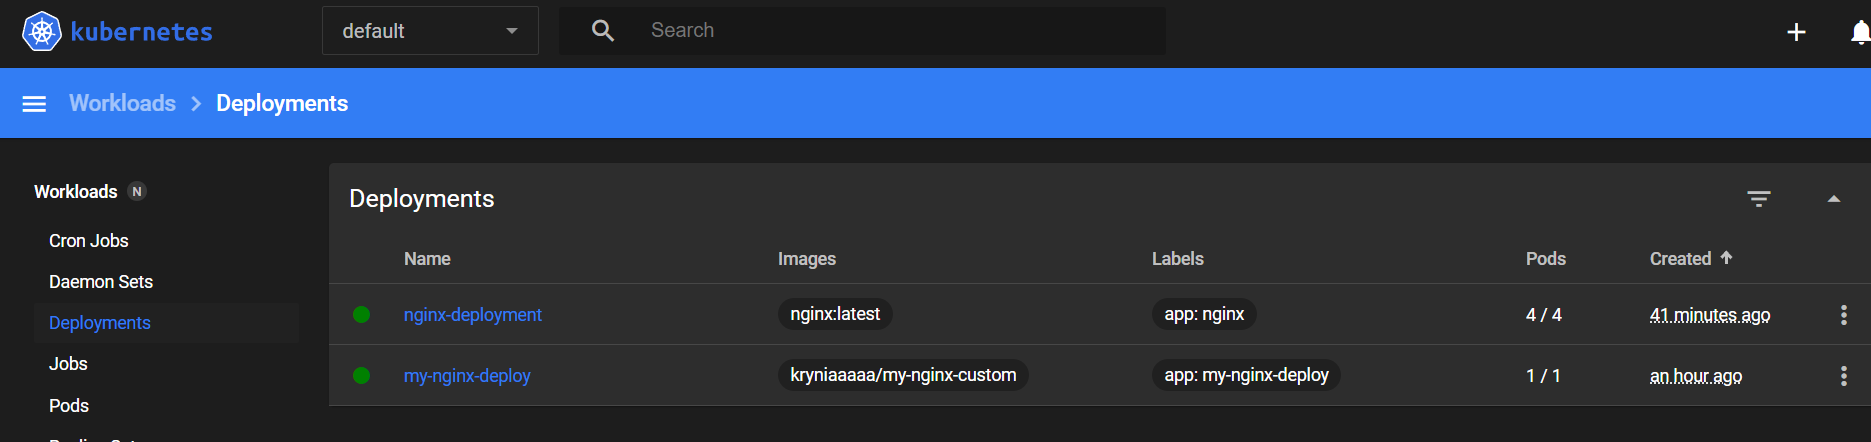 kubernetes
default
Search
Workloads
Deployments
Workloads N
Cron Jobs
Daemon Sets
Deployments
Jobs
Pods
Deployments
Name Images Labels Pods Created
nginx-deployment nginx:latest app: nginx 4 / 4 41 minutes ago
my-nginx-deploy kryniaaaaa/my-nginx-custom app: my-nginx-deploy 1 / 1 an hour ago